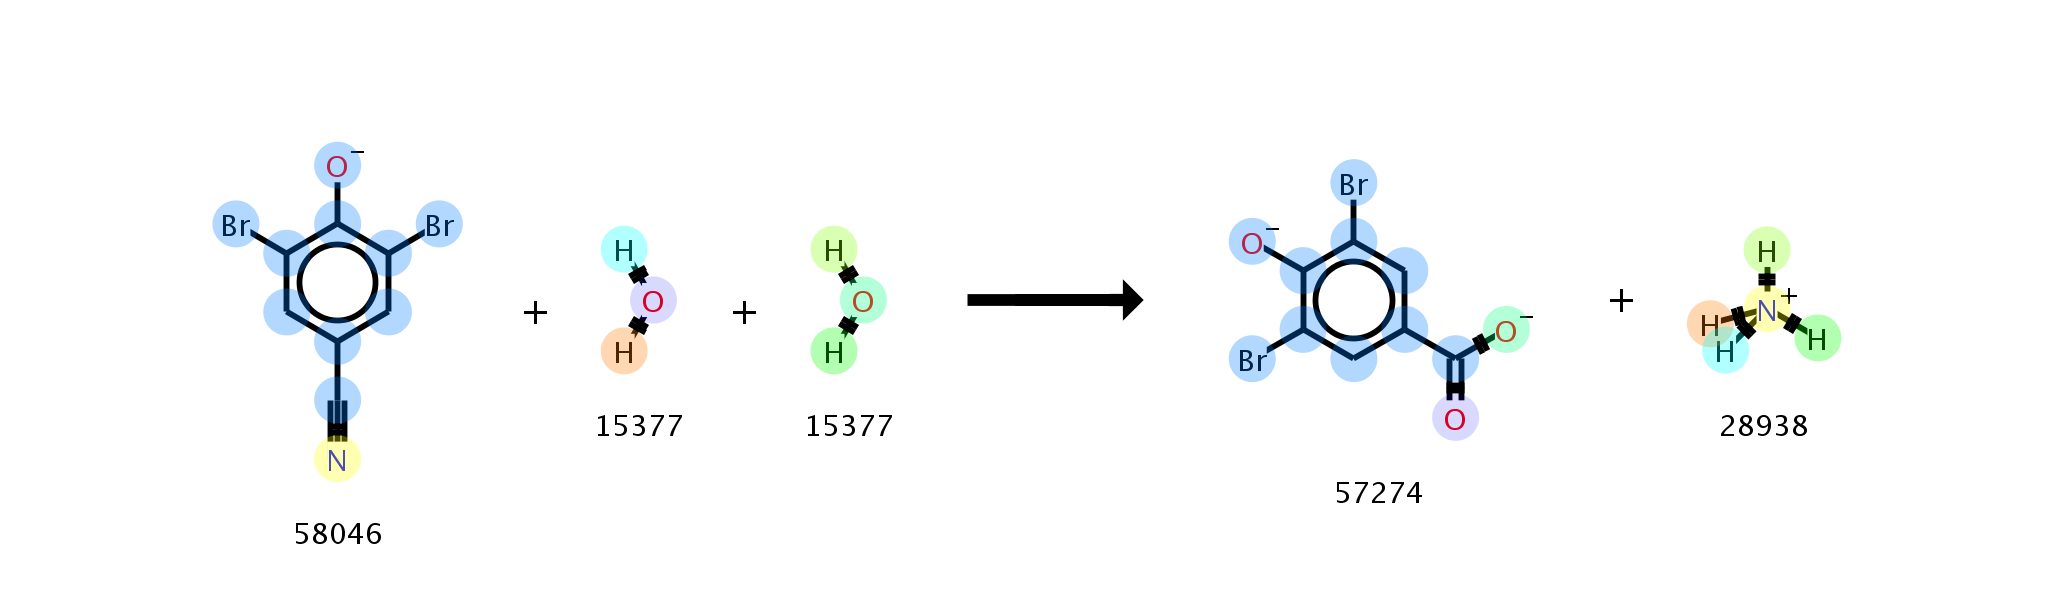 O−
Br Br
N
58046
+
H
O
H
15377
+
H
O
H
15377
Br
O−
Br
O−
O
57274
+
H
N+
H
H
H
28938